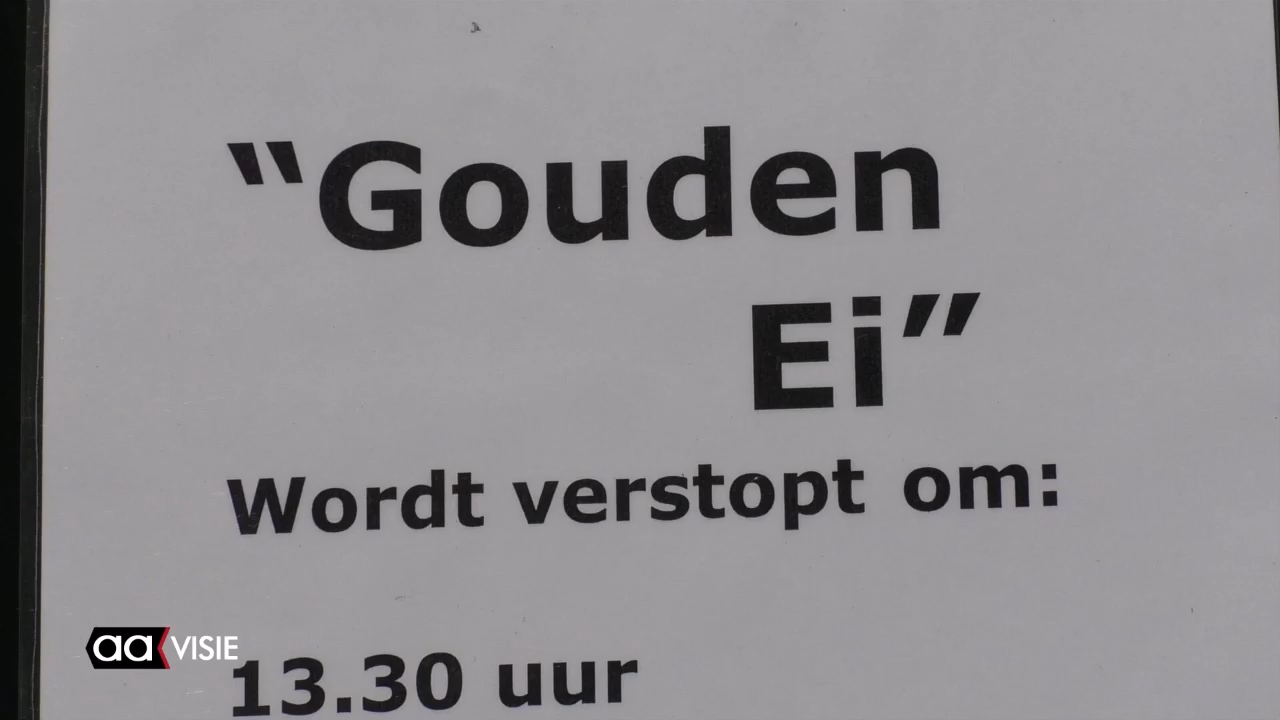 “Gouden
Ei”
Wordt verstopt om:
13.30 uur
aa VISIE